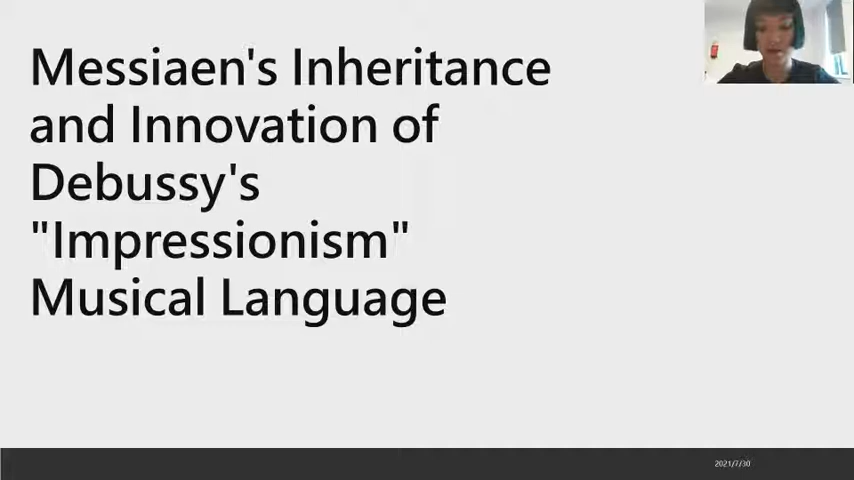 Messiaen's Inheritance
and Innovation of
Debussy's
"Impressionism"
Musical Language
2021/7/30